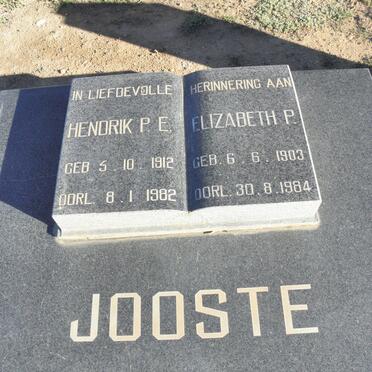 IN LIEFDEVOLLE HERINNERING AAN
HENDRIK P. E.
GEB 5. 10. 1912
OORL. 8. 1. 1982
ELIZABETH P.
GEB. 6. 6. 1903
OORL. 30. 8. 1984
JOOSTE